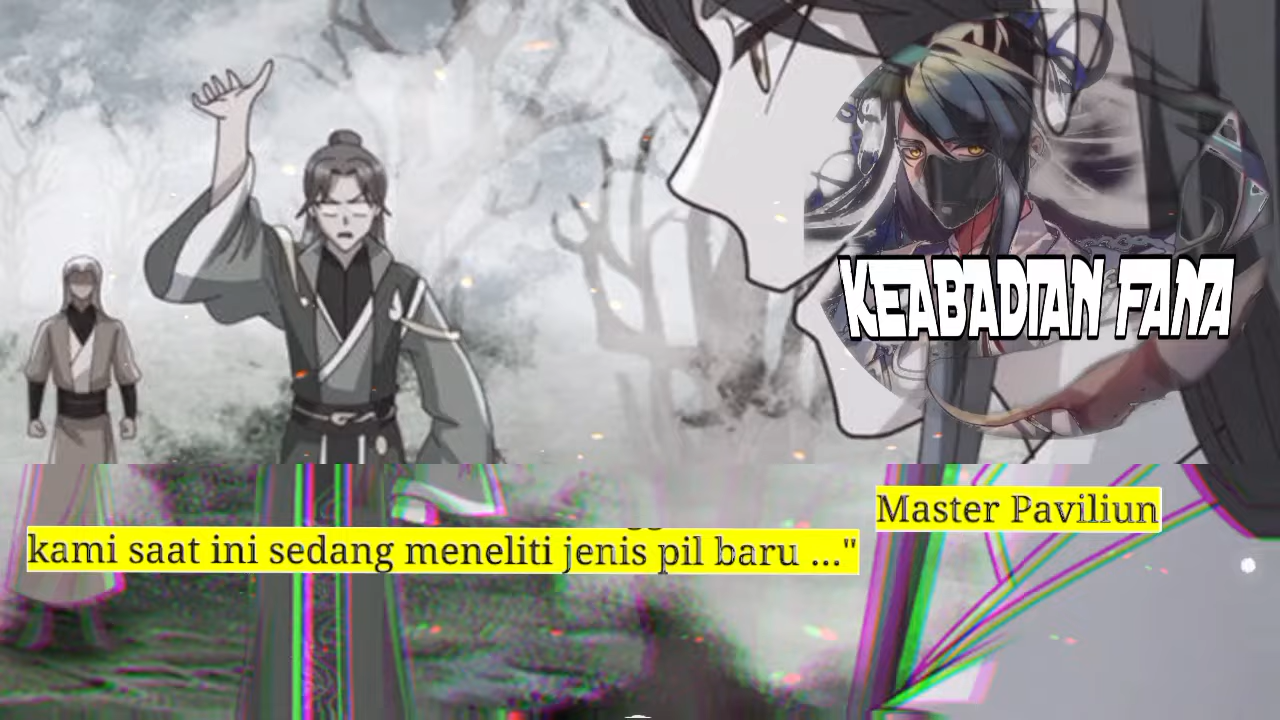 KEABADIAN FANA
Master Paviliun
kami saat ini sedang meneliti jenis pil baru ..."